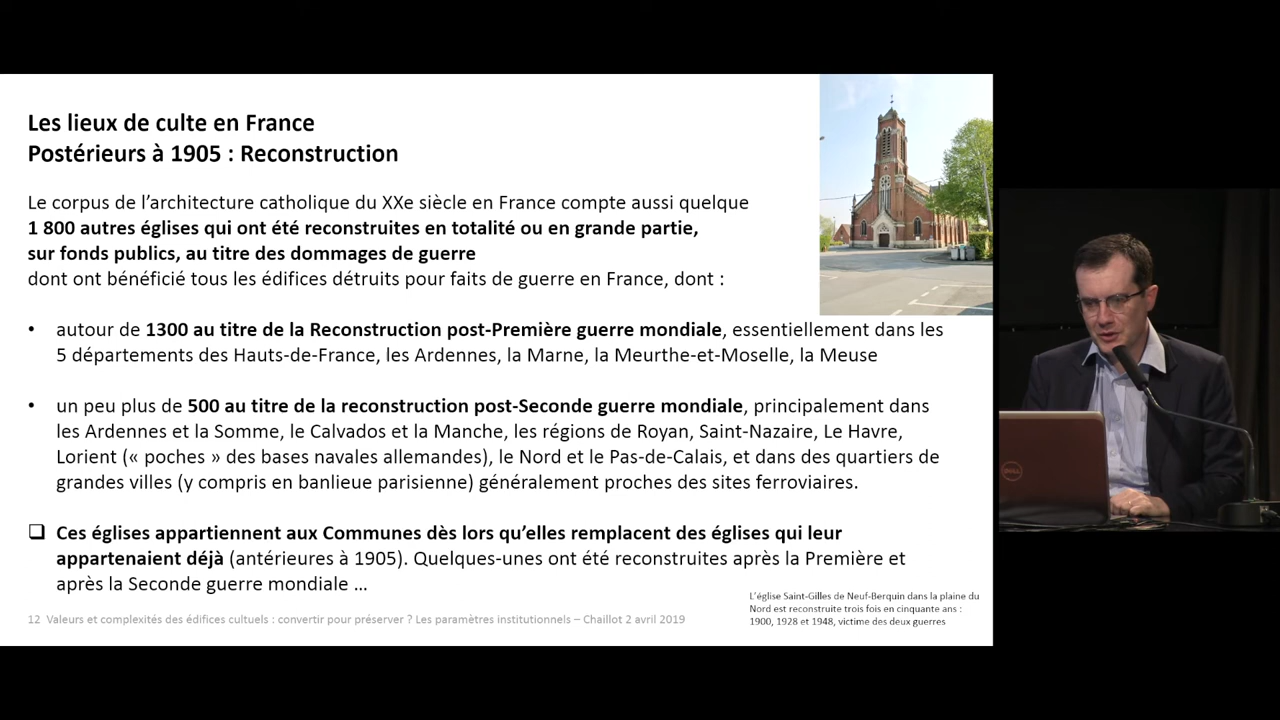 Les lieux de culte en France
Postérieurs à 1905 : Reconstruction
Le corpus de l'architecture catholique du XXe siècle en France compte aussi quelque
1 800 autres églises qui ont été reconstruites en totalité ou en grande partie,
sur fonds publics, au titre des dommages de guerre
dont ont bénéficié tous les édifices détruits pour faits de guerre en France, dont :
• autour de 1300 au titre de la Reconstruction post-Première guerre mondiale, essentiellement dans les
5 départements des Hauts-de-France, les Ardennes, la Marne, la Meurthe-et-Moselle, la Meuse
• un peu plus de 500 au titre de la reconstruction post-Seconde guerre mondiale, principalement dans
les Ardennes et la Somme, le Calvados et la Manche, les régions de Royan, Saint-Nazaire, Le Havre,
Lorient (« poches » des bases navales allemandes), le Nord et le Pas-de-Calais, et dans des quartiers de
grandes villes (y compris en banlieue parisienne) généralement proches des sites ferroviaires.
❑ Ces églises appartiennent aux Communes dès lors qu'elles remplacent des églises qui leur
appartenaient déjà (antérieures à 1905). Quelques-unes ont été reconstruites après la Première et
après la Seconde guerre mondiale …
L'église Saint-Gilles de Neuf-Berquin dans la plaine du
Nord est reconstruite trois fois en cinquante ans :
1900, 1928 et 1948, victime des deux guerres
12 Valeurs et complexités des édifices cultuels : convertir pour préserver ? Les paramètres institutionnels – Chaillot 2 avril 2019
DELL